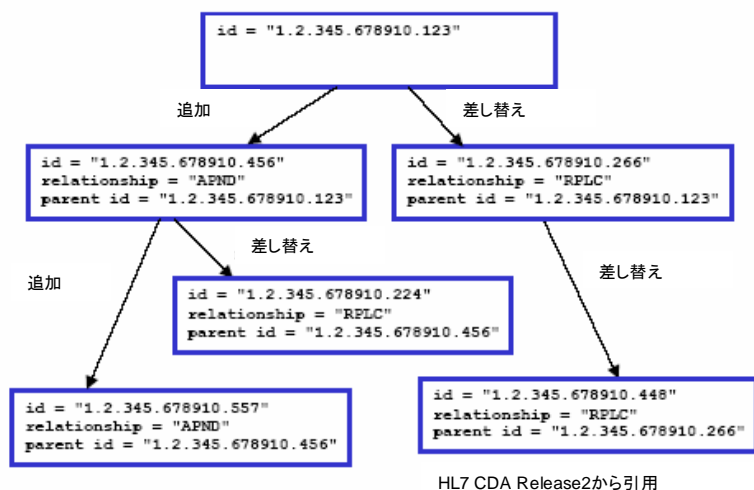 id = "1.2.345.678910.123"
追加
差し替え
id = "1.2.345.678910.456"
relationship = "APND"
parent id = "1.2.345.678910.123"
id = "1.2.345.678910.266"
relationship = "RPLC"
parent id = "1.2.345.678910.123"
追加
差し替え
差し替え
id = "1.2.345.678910.224"
relationship = "RPLC"
parent id = "1.2.345.678910.456"
id = "1.2.345.678910.557"
relationship = "APND"
parent id = "1.2.345.678910.456"
id = "1.2.345.678910.448"
relationship = "RPLC"
parent id = "1.2.345.678910.266"
HL7 CDA Release2から引用